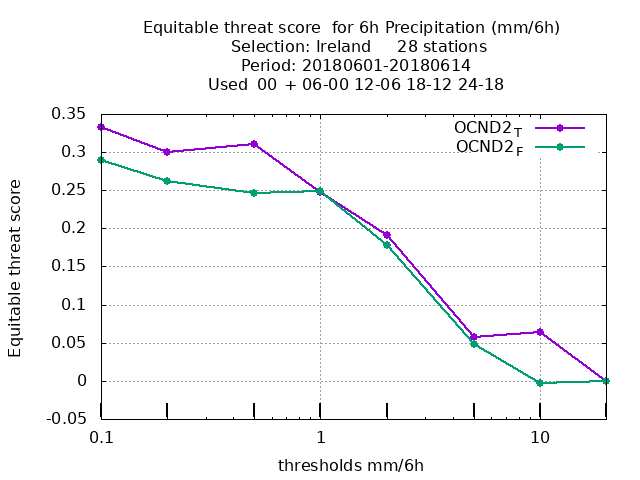 Equitable threat score  for 6h Precipitation (mm/6h)
Selection: Ireland     28 stations
Period: 20180601-20180614
Used  00  + 06-00 12-06 18-12 24-18
OCND2T
OCND2F
Equitable threat score
0.35
0.3
0.25
0.2
0.15
0.1
0.05
0
-0.05
0.1 1 10
thresholds mm/6h